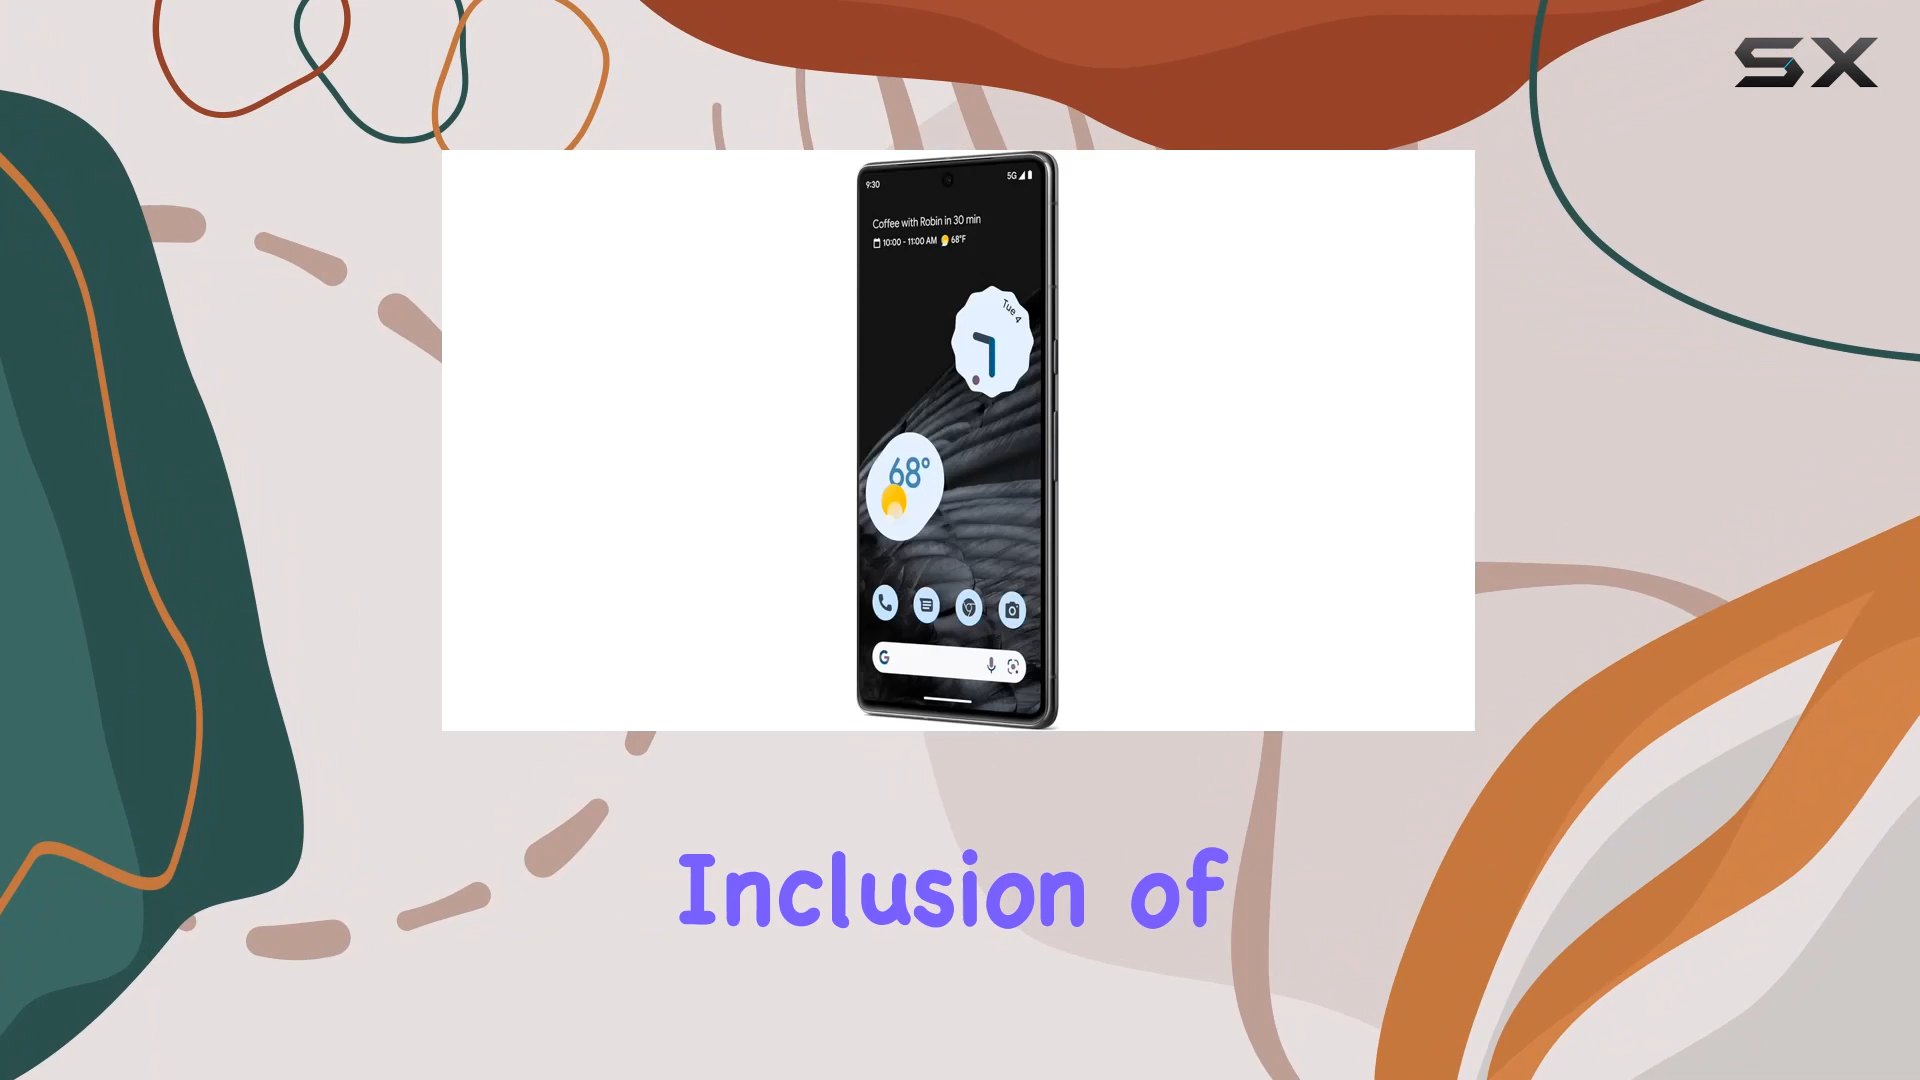 SX
9:30
5G
Coffee with Robin in 30 min
10:00 - 11:00 AM 68°F
Tue 4
68°
G
Inclusion of